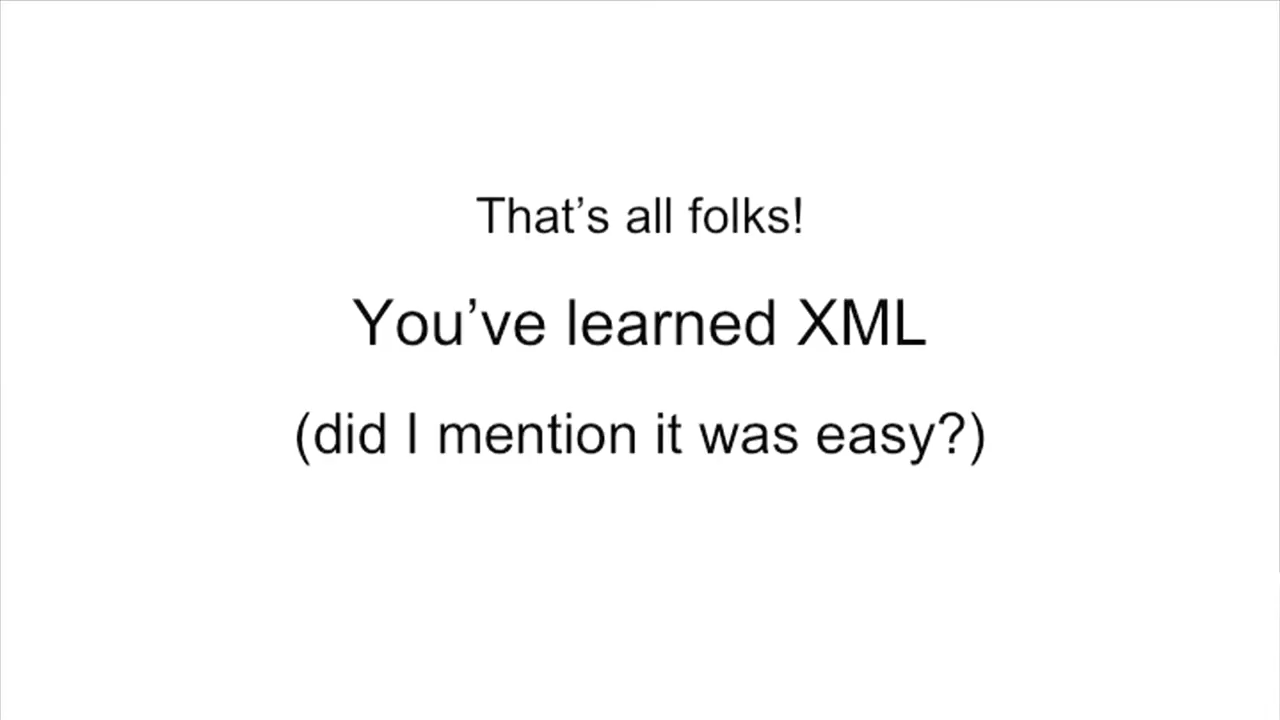 That’s all folks!
You’ve learned XML
(did I mention it was easy?)